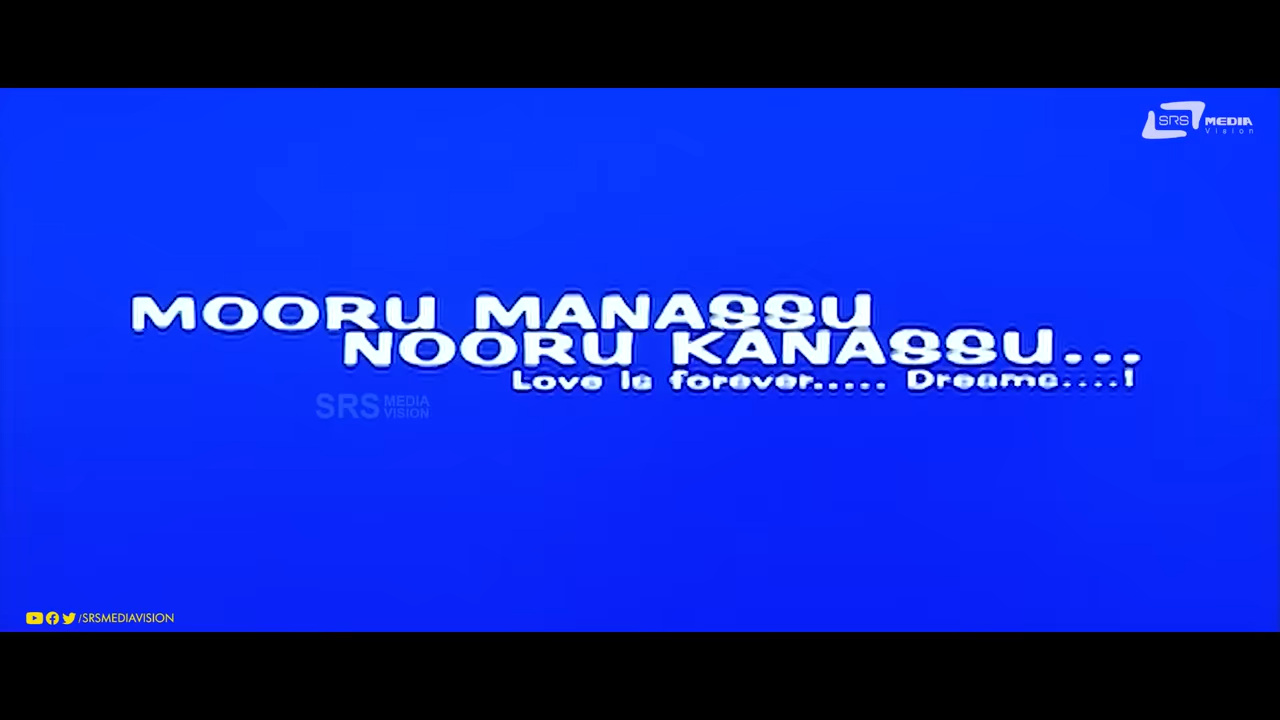 SRS MEDIA
Vision
MOORU MANASSU
NOORU KANASSU...
Love is forever..... Dreams....!
SRS MEDIA
VISION
/SRSMEDIAVISION